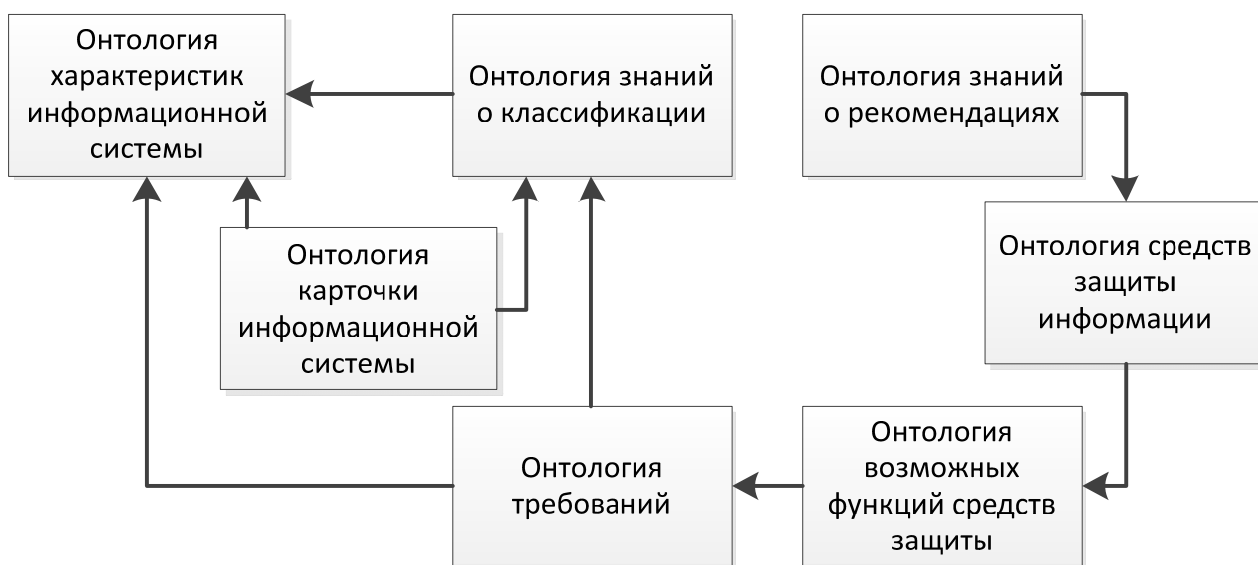 Онтология
характеристик
информационной
системы
Онтология знаний
о классификации
Онтология знаний
о рекомендациях
Онтология
карточки
информационной
системы
Онтология средств
защиты
информации
Онтология
требований
Онтология
возможных
функций средств
защиты